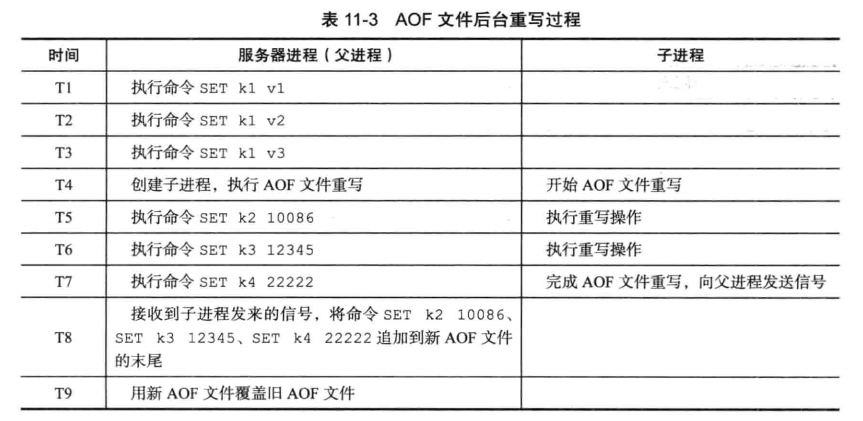 表 11-3 AOF 文件后台重写过程
时间 服务器进程（父进程） 子进程
T1 执行命令 SET k1 v1
T2 执行命令 SET k1 v2
T3 执行命令 SET k1 v3
T4 创建子进程，执行 AOF 文件重写 开始 AOF 文件重写
T5 执行命令 SET k2 10086 执行重写操作
T6 执行命令 SET k3 12345 执行重写操作
T7 执行命令 SET k4 22222 完成 AOF 文件重写，向父进程发送信号
接收到子进程发来的信号，将命令 SET k2 10086、
T8 SET k3 12345、SET k4 22222 追加到新 AOF 文件
的末尾
T9 用新 AOF 文件覆盖旧 AOF 文件